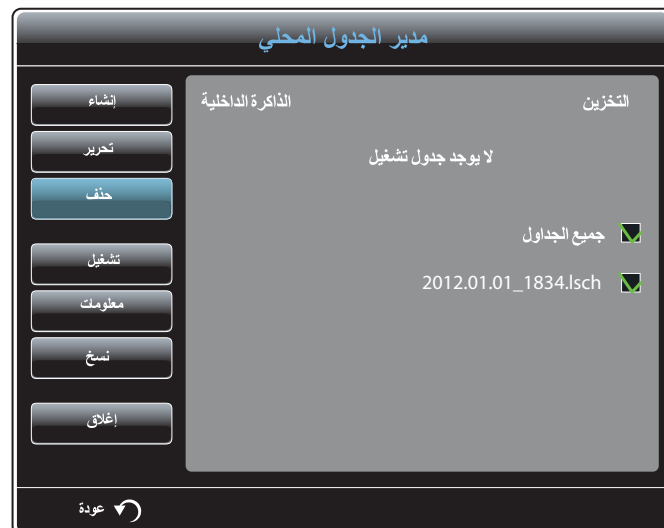 مدير الجدول المحلي
التخزين
الذاكرة الداخلية
لا يوجد جدول تشغيل
جميع الجداول
2012.01.01_1834.lsch
إنشاء
تحرير
حذف
تشغيل
معلومات
نسخ
إغلاق
عودة